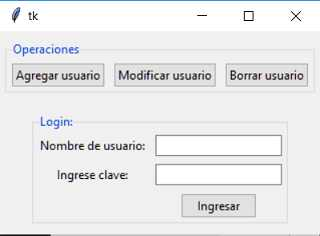 tk
Operaciones
Agregar usuario Modificar usuario Borrar usuario
Login:
Nombre de usuario:
Ingrese clave:
Ingresar